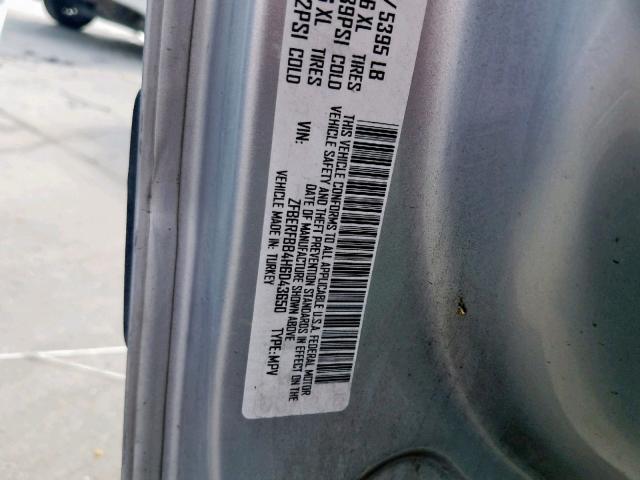 / 5395 LB
6 XL TIRES
39PSI COLD
6 XL TIRES
2PSI COLD
THIS VEHICLE CONFORMS TO ALL APPLICABLE U.S.A. FEDERAL MOTOR
VEHICLE SAFETY AND THEFT PREVENTION STANDARDS IN EFFECT ON THE
DATE OF MANUFACTURE SHOWN ABOVE
VIN: ZFBERFBB4H6D43650 TYPE: MPV
VEHICLE MADE IN: TURKEY